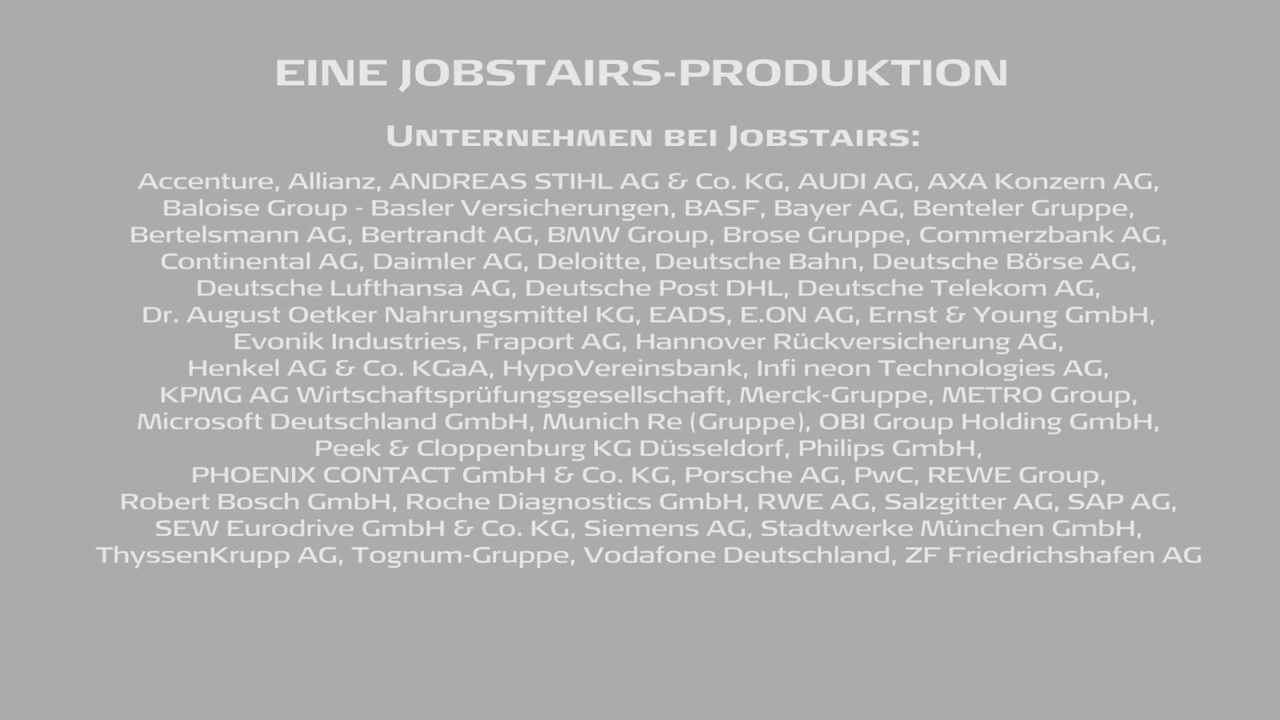 EINE JOBSTAIRS-PRODUKTION
UNTERNEHMEN BEI JOBSTAIRS:
Accenture, Allianz, ANDREAS STIHL AG & Co. KG, AUDI AG, AXA Konzern AG,
Baloise Group - Basler Versicherungen, BASF, Bayer AG, Benteler Gruppe,
Bertelsmann AG, Bertrandt AG, BMW Group, Brose Gruppe, Commerzbank AG,
Continental AG, Daimler AG, Deloitte, Deutsche Bahn, Deutsche Börse AG,
Deutsche Lufthansa AG, Deutsche Post DHL, Deutsche Telekom AG,
Dr. August Oetker Nahrungsmittel KG, EADS, E.ON AG, Ernst & Young GmbH,
Evonik Industries, Fraport AG, Hannover Rückversicherung AG,
Henkel AG & Co. KGaA, HypoVereinsbank, Infi neon Technologies AG,
KPMG AG Wirtschaftsprüfungsgesellschaft, Merck-Gruppe, METRO Group,
Microsoft Deutschland GmbH, Munich Re (Gruppe), OBI Group Holding GmbH,
Peek & Cloppenburg KG Düsseldorf, Philips GmbH,
PHOENIX CONTACT GmbH & Co. KG, Porsche AG, PwC, REWE Group,
Robert Bosch GmbH, Roche Diagnostics GmbH, RWE AG, Salzgitter AG, SAP AG,
SEW Eurodrive GmbH & Co. KG, Siemens AG, Stadtwerke München GmbH,
ThyssenKrupp AG, Tognum-Gruppe, Vodafone Deutschland, ZF Friedrichshafen AG